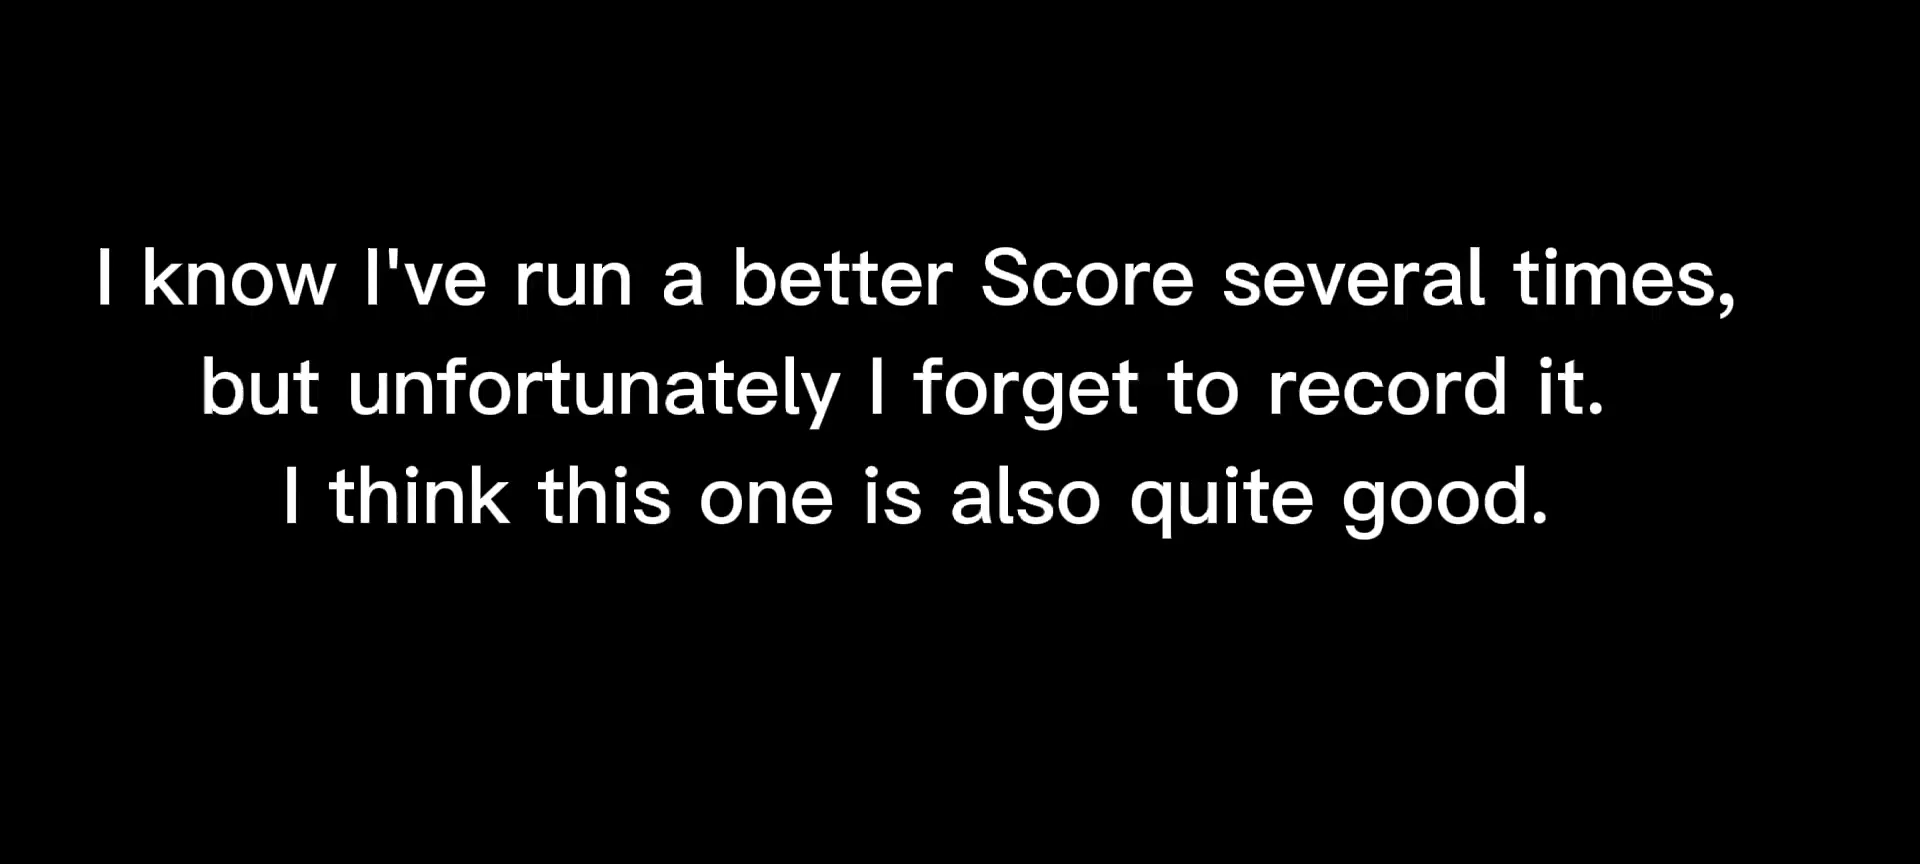 I know I've run a better Score several times,
but unfortunately I forget to record it.
I think this one is also quite good.